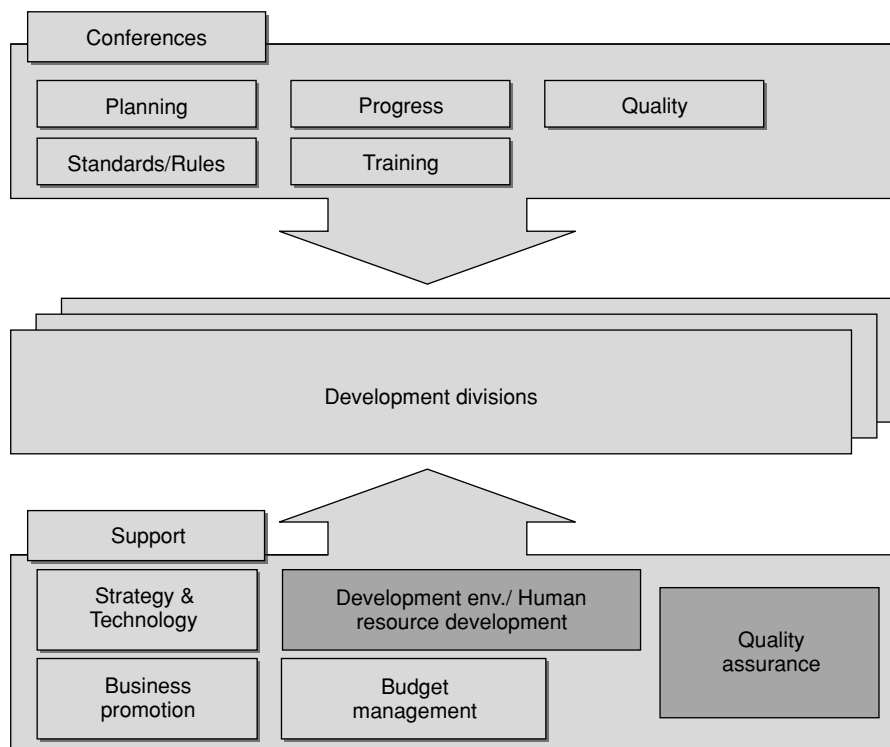 Conferences
Planning
Progress
Quality
Standards/Rules
Training
Development divisions
Support
Strategy &
Technology
Development env./ Human
resource development
Quality
assurance
Business
promotion
Budget
management